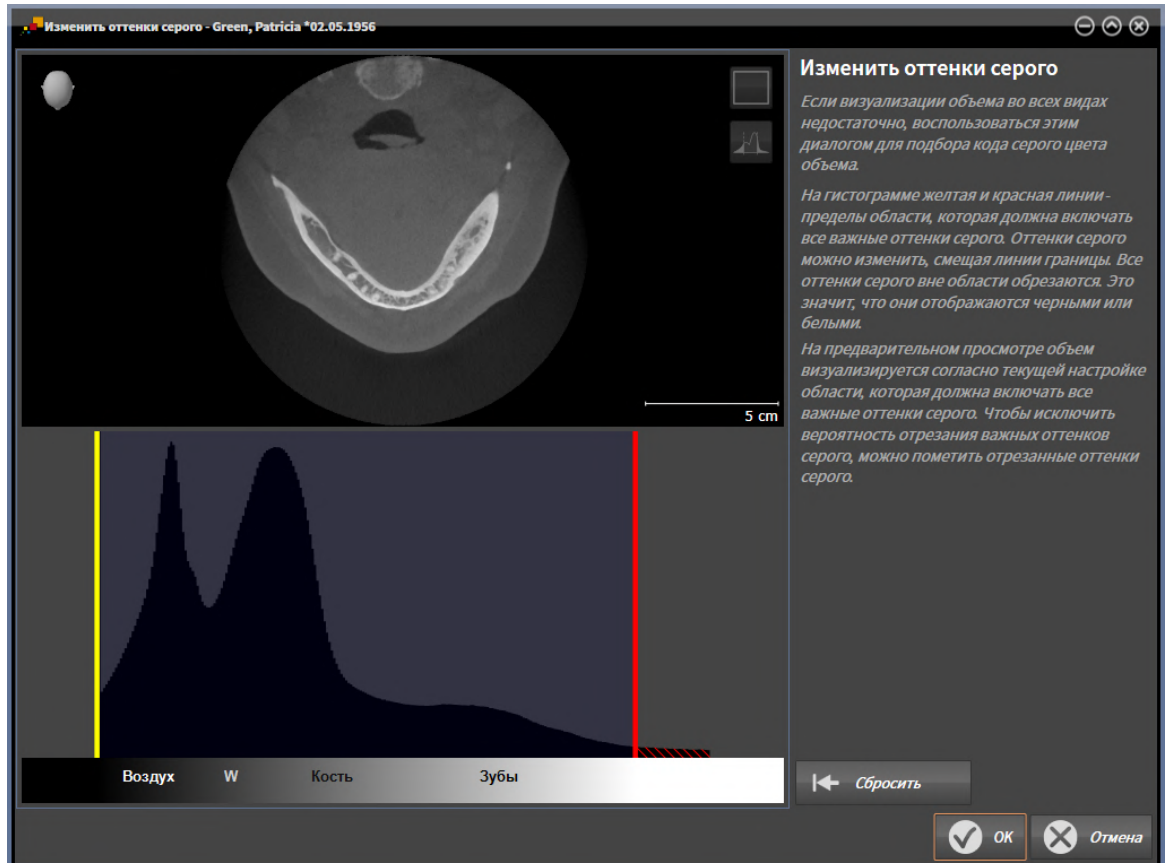 Изменить оттенки серого - Green, Patricia *02.05.1956
Изменить оттенки серого
Если визуализации объема во всех видах
недостаточно, воспользоваться этим
диалогом для подбора кода серого цвета
объема.
На гистограмме желтая и красная линии -
пределы области, которая должна включать
все важные оттенки серого. Оттенки серого
можно изменить, смещая линии границы. Все
оттенки серого вне области обрезаются. Это
значит, что они отображаются черными или
белыми.
На предварительном просмотре объем
визуализируется согласно текущей настройке
области, которая должна включать все
важные оттенки серого. Чтобы исключить
вероятность отрезания важных оттенков
серого, можно пометить отрезанные оттенки
серого.
5 cm
Воздух W Кость Зубы
Сбросить
OK Отмена